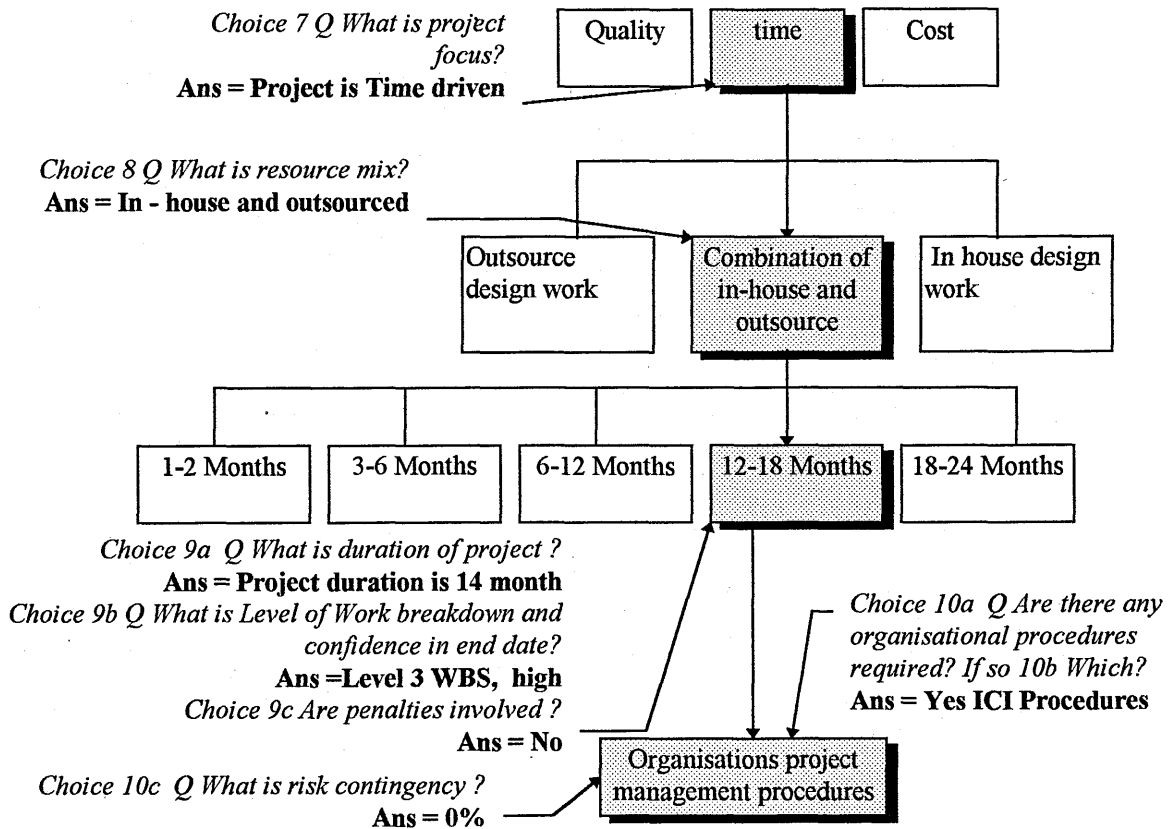 Choice 7 Q What is project
focus?
Ans = Project is Time driven
Quality
time
Cost
Choice 8 Q What is resource mix?
Ans = In - house and outsourced
Outsource
design work
Combination of
in-house and
outsource
In house design
work
1-2 Months
3-6 Months
6-12 Months
12-18 Months
18-24 Months
Choice 9a Q What is duration of project ?
Ans = Project duration is 14 month
Choice 9b Q What is Level of Work breakdown and
confidence in end date?
Ans =Level 3 WBS, high
Choice 9c Are penalties involved ?
Ans = No
Choice 10a Q Are there any
organisational procedures
required? If so 10b Which?
Ans = Yes ICI Procedures
Organisations project
management procedures
Choice 10c Q What is risk contingency ?
Ans = 0%